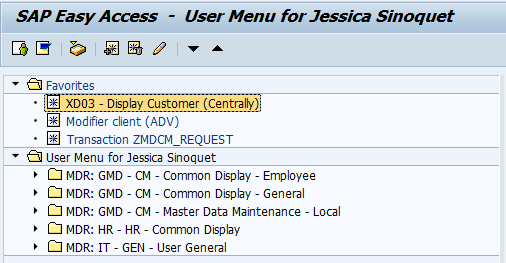 SAP Easy Access - User Menu for Jessica Sinoquet
Favorites
XD03 - Display Customer (Centrally)
Modifier client (ADV)
Transaction ZMDCM_REQUEST
User Menu for Jessica Sinoquet
MDR: GMD - CM - Common Display - Employee
MDR: GMD - CM - Common Display - General
MDR: GMD - CM - Master Data Maintenance - Local
MDR: HR - HR - Common Display
MDR: IT - GEN - User General